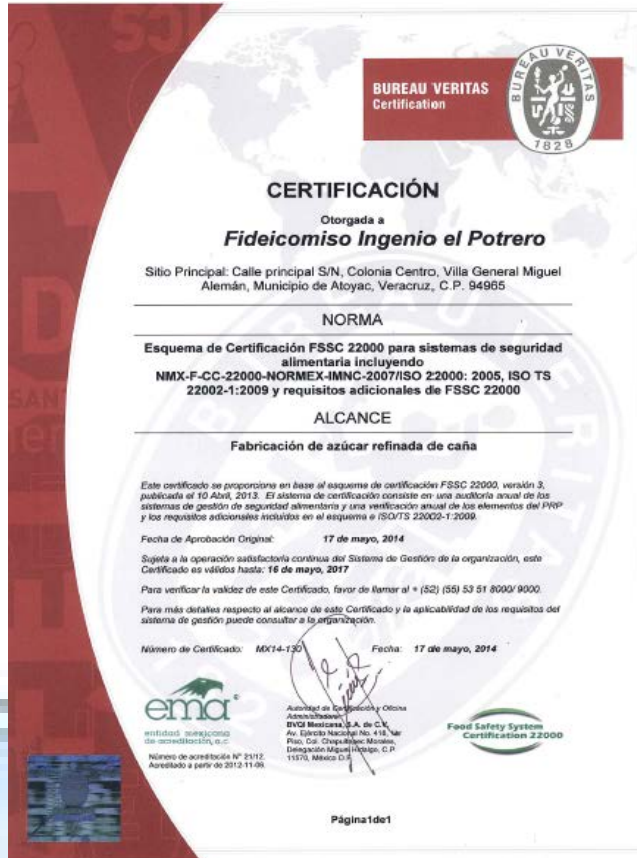 BUREAU VERITAS
Certification
BUREAU VERITAS
1828
CERTIFICACIÓN
Otorgada a
Fideicomiso Ingenio el Potrero
Sitio Principal: Calle principal S/N, Colonia Centro, Villa General Miguel
Alemán, Municipio de Atoyac, Veracruz, C.P. 94965
NORMA
Esquema de Certificación FSSC 22000 para sistemas de seguridad
alimentaria incluyendo
NMX-F-CC-22000-NORMEX-IMNC-2007/ISO 22000: 2005, ISO TS
22002-1:2009 y requisitos adicionales de FSSC 22000
ALCANCE
Fabricación de azúcar refinada de caña
Este certificado se proporciona en base al esquema de certificación FSSC 22000, versión 3,
publicada el 10 Abril, 2013. El sistema de certificación consiste en una auditoría anual de los
sistemas de gestión de seguridad alimentaria y una verificación anual de los elementos del PRP
y los requisitos adicionales incluidos en el esquema e ISO/TS 22002-1:2009.
Fecha de Aprobación Original: 17 de mayo, 2014
Sujeta a la operación satisfactoria continua del Sistema de Gestión de la organización, este
Certificado es válidos hasta: 16 de mayo, 2017
Para verificar la validez de este Certificado, favor de llamar al + (52) (55) 53 51 8000/ 9000.
Para más detalles respecto al alcance de este Certificado y la aplicabilidad de los requisitos del
sistema de gestión puede consultar a la organización.
Número de Certificado: MX14-130 Fecha: 17 de mayo, 2014
ema
entidad mexicana
de acreditación, a.c.
Número de acreditación N° 21/12.
Acreditado a partir de 2012-11-09.
Autoridad de Certificación y Oficina
Administradora:
BVQI Mexicana, S.A. de C.V.
Av. Ejército Nacional No. 418, 1er
Piso, Col. Chapultepec Morales,
Delegación Miguel Hidalgo, C.P.
11570, México D.F.
Food Safety System
Certification 22000
Página1de1